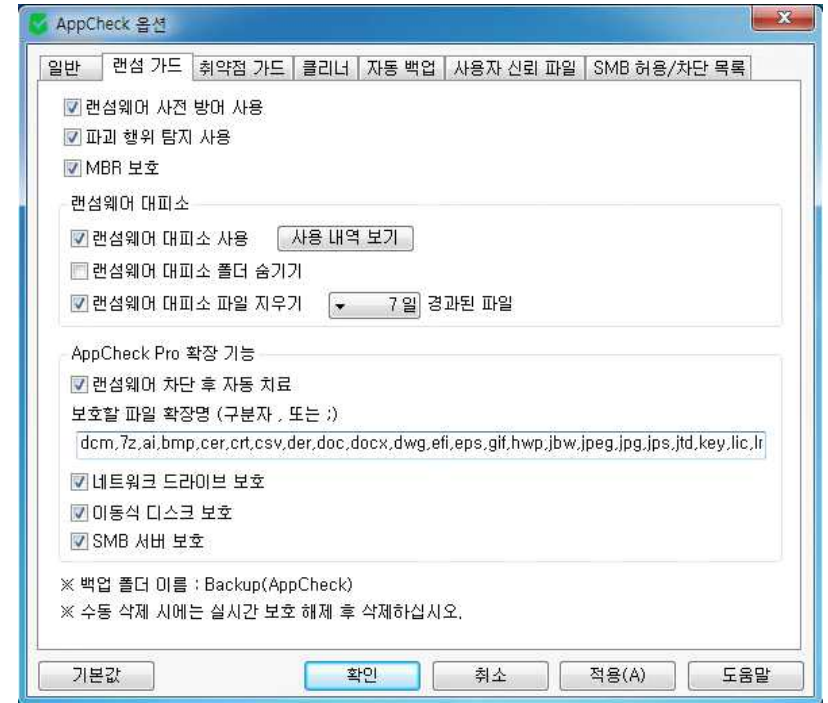 AppCheck 옵션
일반 랜섬 가드 취약점 가드 클리너 자동 백업 사용자 신뢰 파일 SMB 허용/차단 목록
랜섬웨어 사전 방어 사용
파괴 행위 탐지 사용
MBR 보호
랜섬웨어 대피소
랜섬웨어 대피소 사용 사용 내역 보기
랜섬웨어 대피소 폴더 숨기기
랜섬웨어 대피소 파일 지우기 7일 경과된 파일
AppCheck Pro 확장 기능
랜섬웨어 차단 후 자동 치료
보호할 파일 확장명 (구분자 , 또는 ;)
dcm,7z,ai,bmp,cer,crt,csv,der,doc,docx,dwg,efi,eps,gif,hwp,jbw,jpeg,jpg,jps,jtd,key,lic,
네트워크 드라이브 보호
이동식 디스크 보호
SMB 서버 보호
※ 백업 폴더 이름 : Backup(AppCheck)
※ 수동 삭제 시에는 실시간 보호 해제 후 삭제하십시오.
기본값 확인 취소 적용(A) 도움말